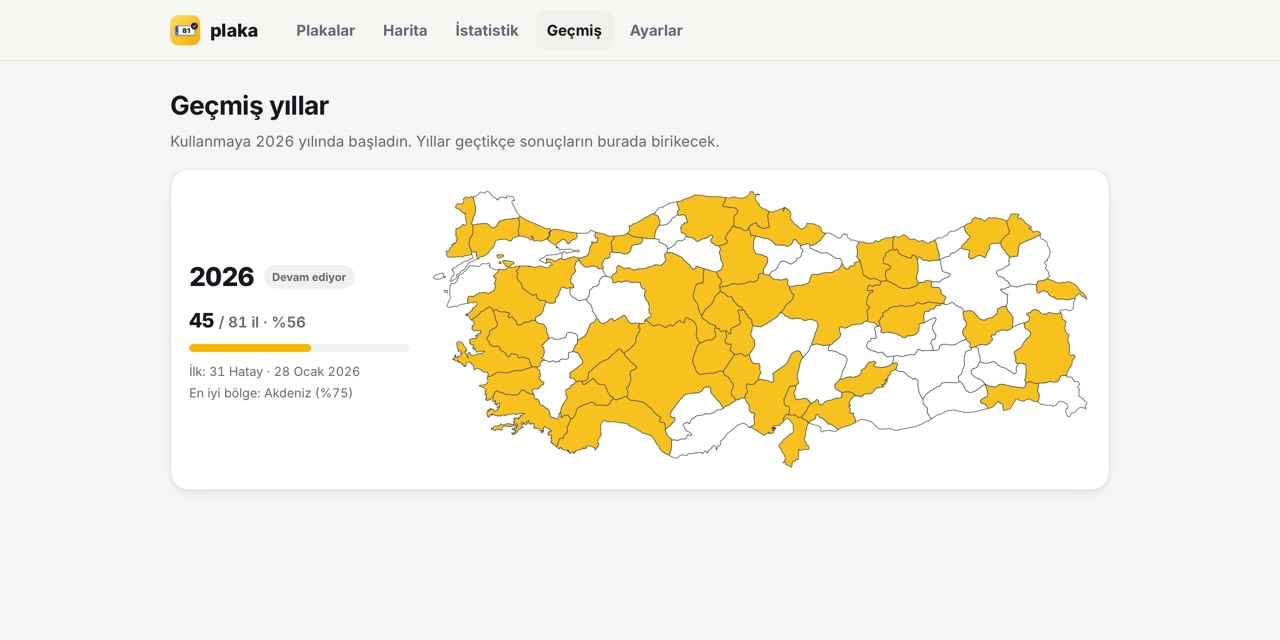 81
plaka
Plakalar
Harita
İstatistik
Geçmiş
Ayarlar
Geçmiş yıllar
Kullanmaya 2026 yılında başladın. Yıllar geçtikçe sonuçların burada birikecek.
2026 Devam ediyor
45 / 81 il · %56
İlk: 31 Hatay · 28 Ocak 2026
En iyi bölge: Akdeniz (%75)